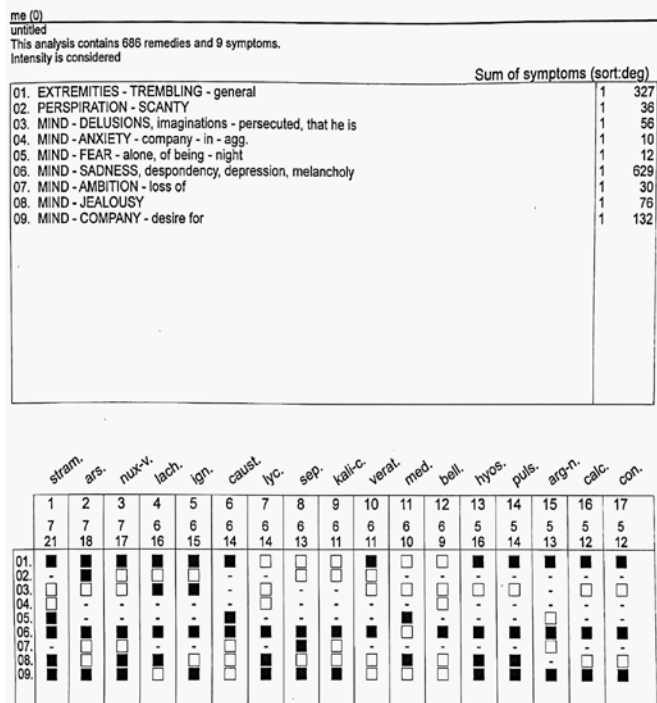 me (0)
untitled
This analysis contains 686 remedies and 9 symptoms.
Intensity is considered
Sum of symptoms (sort:deg)
01. EXTREMITIES - TREMBLING - general 1 327
02. PERSPIRATION - SCANTY 1 36
03. MIND - DELUSIONS, imaginations - persecuted, that he is 1 56
04. MIND - ANXIETY - company - in - agg. 1 10
05. MIND - FEAR - alone, of being - night 1 12
06. MIND - SADNESS, despondency, depression, melancholy 1 629
07. MIND - AMBITION - loss of 1 30
08. MIND - JEALOUSY 1 76
09. MIND - COMPANY - desire for 1 132
stram. ars. nux-v. lach. ign. caust. lyc. sep. kali-c. verat. med. bell. hyos. puls. arg-n. calc. con.
1 2 3 4 5 6 7 8 9 10 11 12 13 14 15 16 17
7 7 7 6 6 6 6 6 6 6 6 6 5 5 5 5 5
21 18 17 16 15 14 14 13 11 11 10 9 16 14 13 12 12
01.
02.
03.
04.
05.
06.
07.
08.
09.